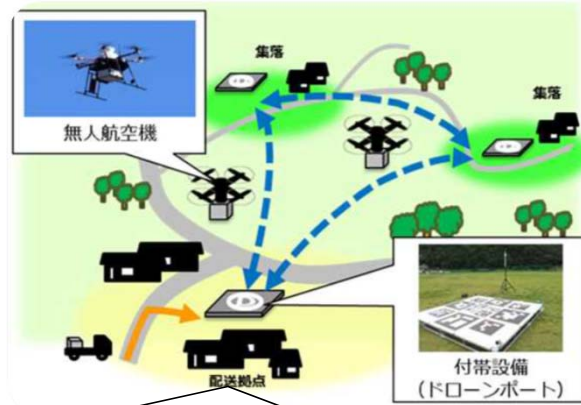 無人航空機
集落
集落
配送拠点
付帯設備
(ドローンポート)